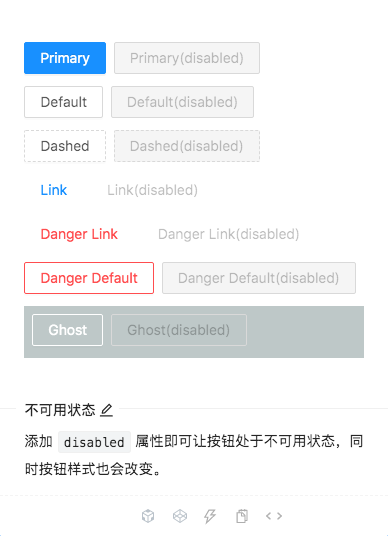 Primary Primary(disabled)
Default Default(disabled)
Dashed Dashed(disabled)
Link Link(disabled)
Danger Link Danger Link(disabled)
Danger Default Danger Default(disabled)
Ghost Ghost(disabled)
不可用状态
添加 disabled 属性即可让按钮处于不可用状态，同
时按钮样式也会改变。